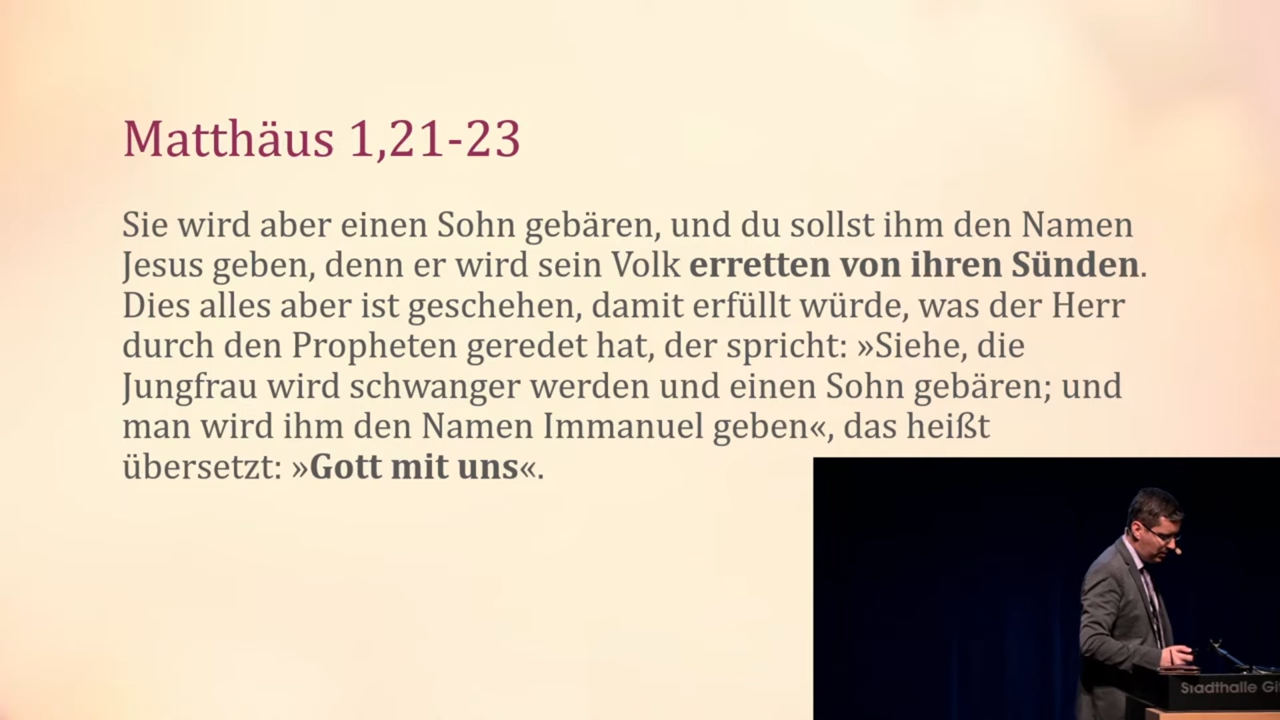 Matthäus 1,21-23
Sie wird aber einen Sohn gebären, und du sollst ihm den Namen
Jesus geben, denn er wird sein Volk erretten von ihren Sünden.
Dies alles aber ist geschehen, damit erfüllt würde, was der Herr
durch den Propheten geredet hat, der spricht: »Siehe, die
Jungfrau wird schwanger werden und einen Sohn gebären; und
man wird ihm den Namen Immanuel geben«, das heißt
übersetzt: »Gott mit uns«.
Stadthalle